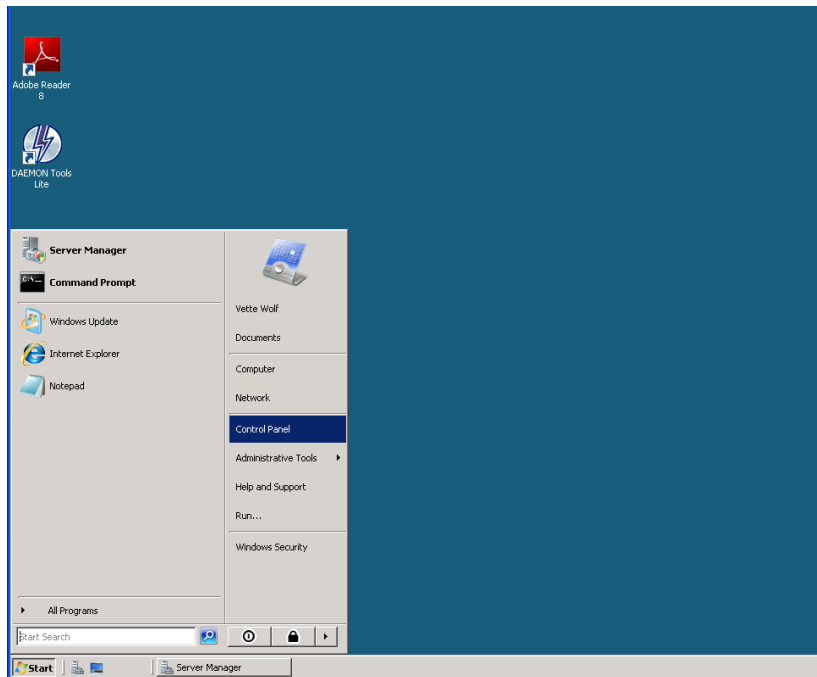 Adobe Reader
8
DAEMON Tools
Lite
Server Manager
Command Prompt
Windows Update
Internet Explorer
Notepad
All Programs
Start Search
Vette Wolf
Documents
Computer
Network
Control Panel
Administrative Tools
Help and Support
Run...
Windows Security
Start
Server Manager